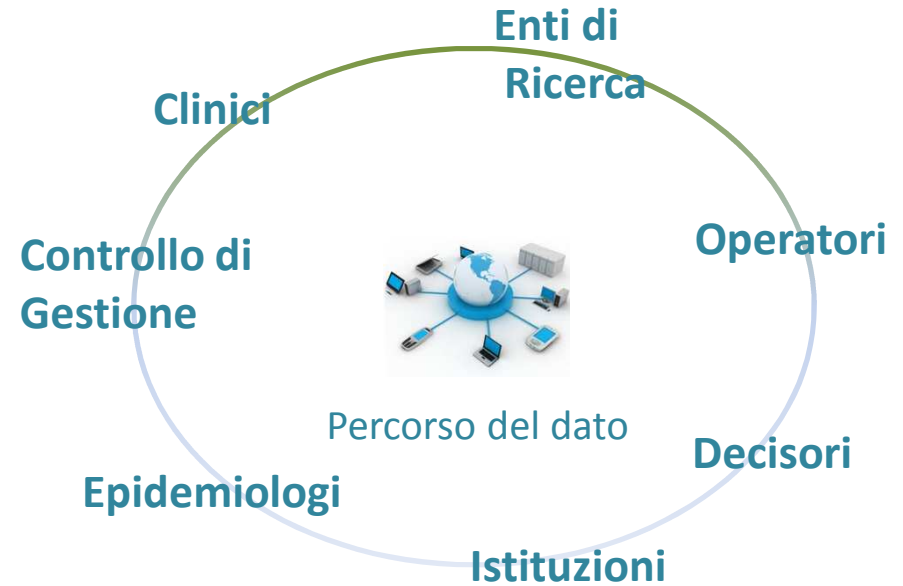 Enti di
Ricerca
Clinici
Operatori
Controllo di
Gestione
Percorso del dato
Decisori
Epidemiologi
Istituzioni